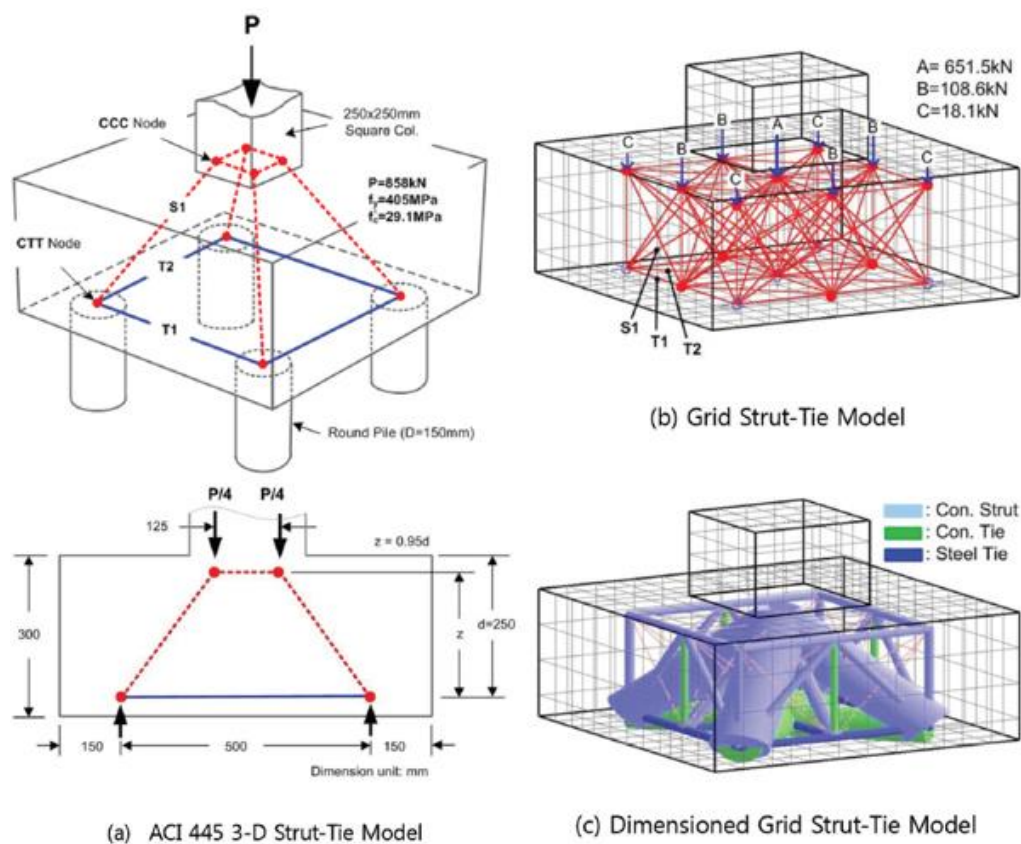 P
250x250mm
Square Col.
CCC Node
P=858kN
fy=405MPa
f'c=29.1MPa
S1
CTT Node
T2
T1
Round Pile (D=150mm)
P/4 P/4
125
z = 0.95d
300
z
d=250
150 500 150
Dimension unit: mm
(a) ACI 445 3-D Strut-Tie Model
A= 651.5kN
B=108.6kN
C=18.1kN
C
B
A
C
B
C
B
B
C
S1
T1
T2
(b) Grid Strut-Tie Model
: Con. Strut
: Con. Tie
: Steel Tie
(c) Dimensioned Grid Strut-Tie Model